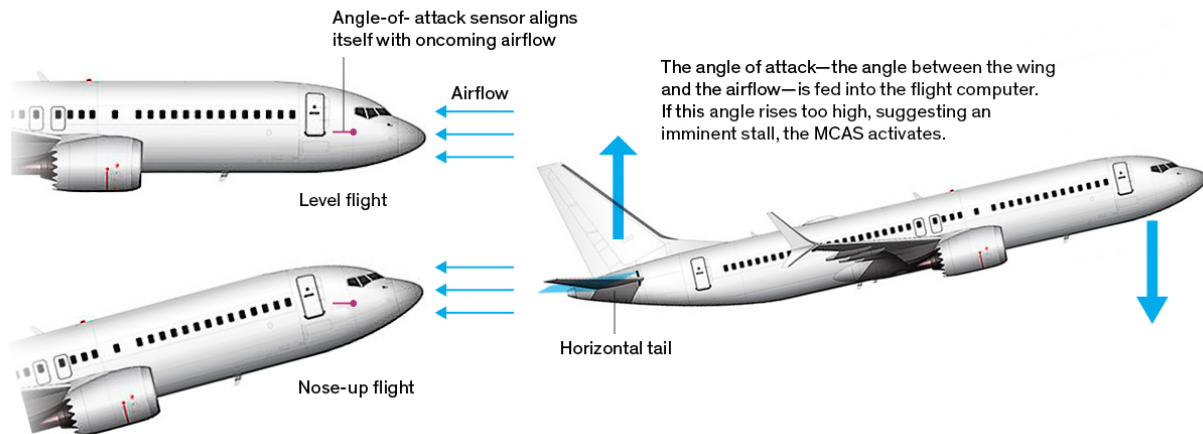 Angle-of- attack sensor aligns
itself with oncoming airflow
Airflow
Level flight
Nose-up flight
The angle of attack—the angle between the wing
and the airflow—is fed into the flight computer.
If this angle rises too high, suggesting an
imminent stall, the MCAS activates.
Horizontal tail